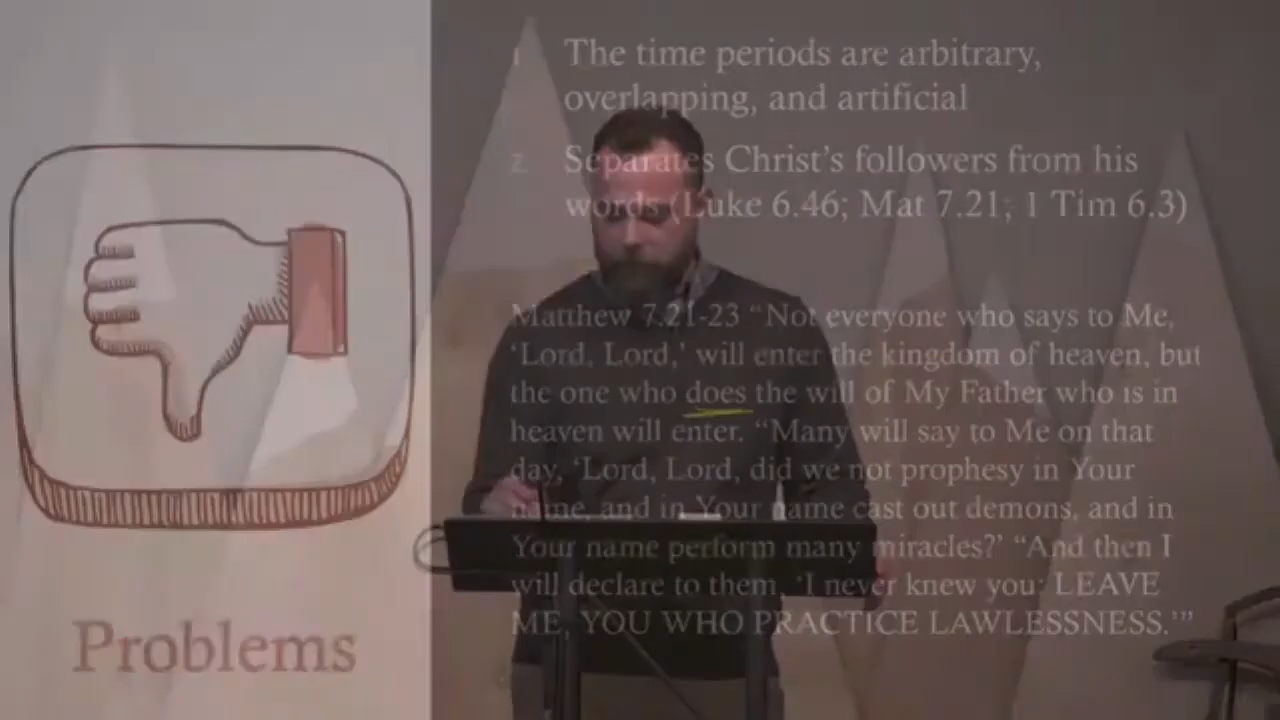 1. The time periods are arbitrary,
overlapping, and artificial
2. Separates Christ's followers from his
words (Luke 6.46; Mat 7.21; 1 Tim 6.3)
Matthew 7.21-23 “Not everyone who says to Me,
‘Lord, Lord,’ will enter the kingdom of heaven, but
the one who does the will of My Father who is in
heaven will enter. “Many will say to Me on that
day, ‘Lord, Lord, did we not prophesy in Your
name, and in Your name cast out demons, and in
Your name perform many miracles?’ “And then I
will declare to them, ‘I never knew you; LEAVE
ME, YOU WHO PRACTICE LAWLESSNESS.’”
Problems